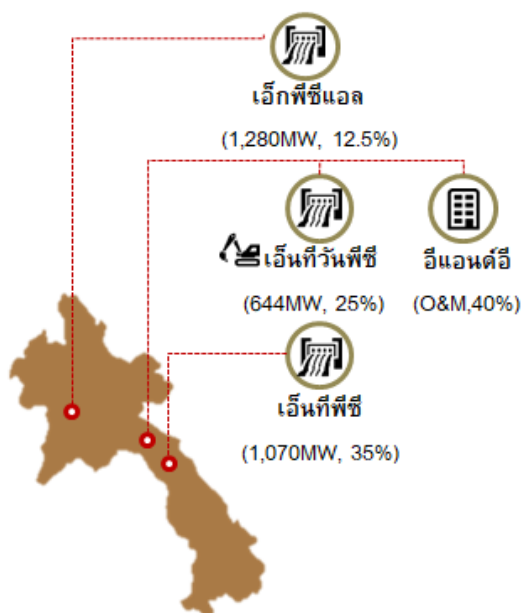 เอ็กพีซีแอล
(1,280MW, 12.5%)
เอ็นทีวันพีซี
อีแอนด์อี
(644MW, 25%)
(O&M,40%)
เอ็นทีพีซี
(1,070MW, 35%)